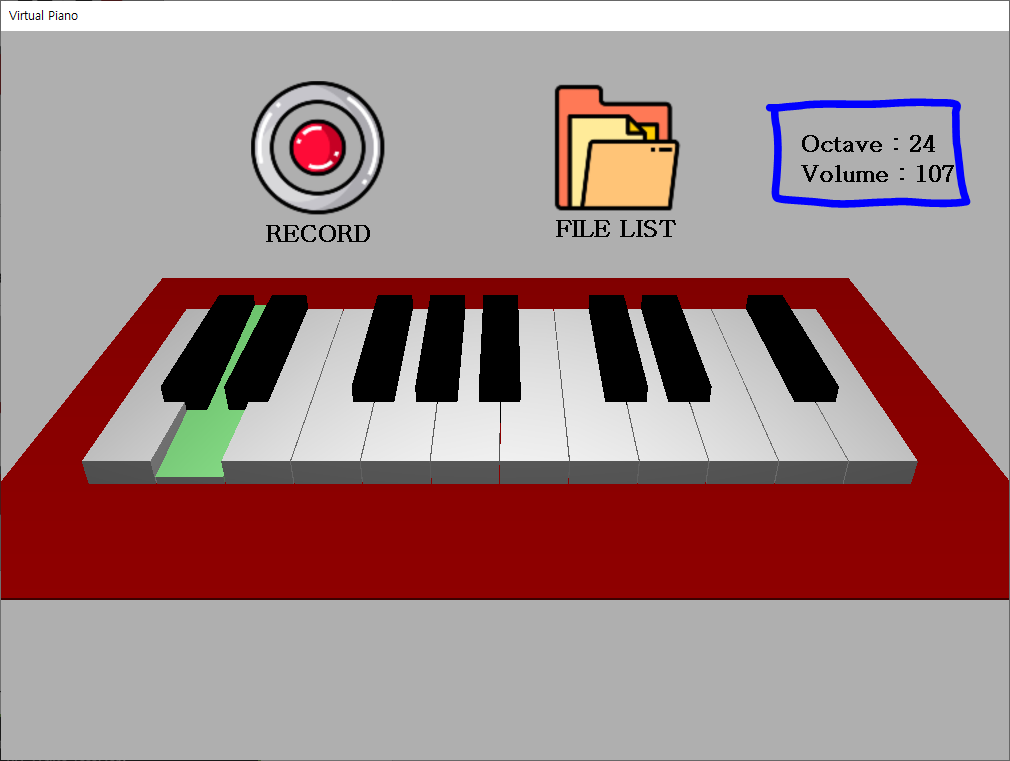 Virtual Piano
Octave : 24
Volume : 107
RECORD
FILE LIST